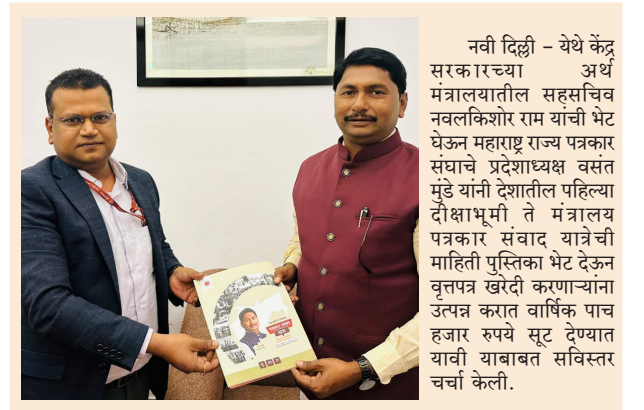 नवी दिल्ली – येथे केंद्र
सरकारच्या अर्थ
मंत्रालयातील सहसचिव
नवलकिशोर राम यांची भेट
घेऊन महाराष्ट्र राज्य पत्रकार
संघाचे प्रदेशाध्यक्ष वसंत
मुंडे यांनी देशातील पहिल्या
दीक्षाभूमी ते मंत्रालय
पत्रकार संवाद यात्रेची
माहिती पुस्तिका भेट देऊन
वृत्तपत्र खरेदी करणाऱ्यांना
उत्पन्न करात वार्षिक पाच
हजार रुपये सूट देण्यात
यावी याबाबत सविस्तर
चर्चा केली.